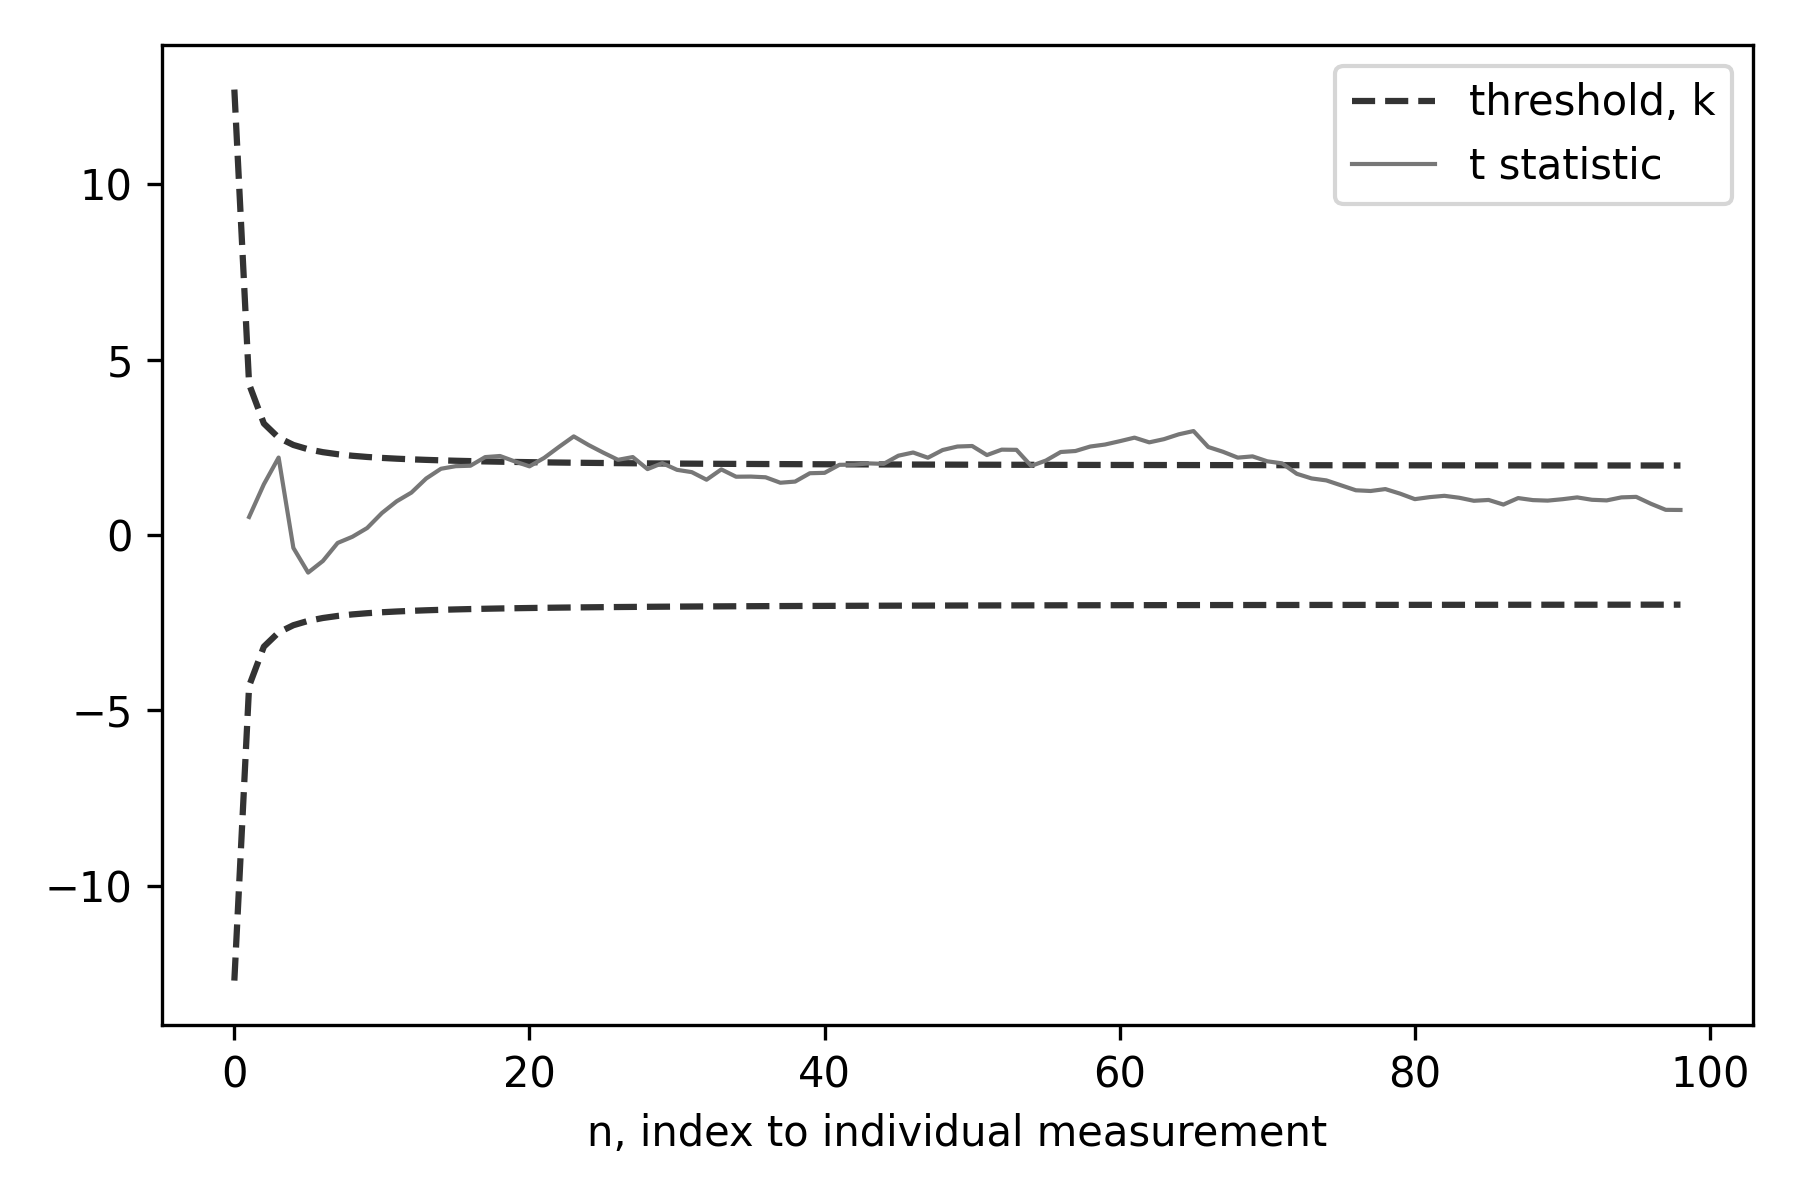 threshold, k
t statistic
10
5
0
−5
−10
0 20 40 60 80 100
n, index to individual measurement